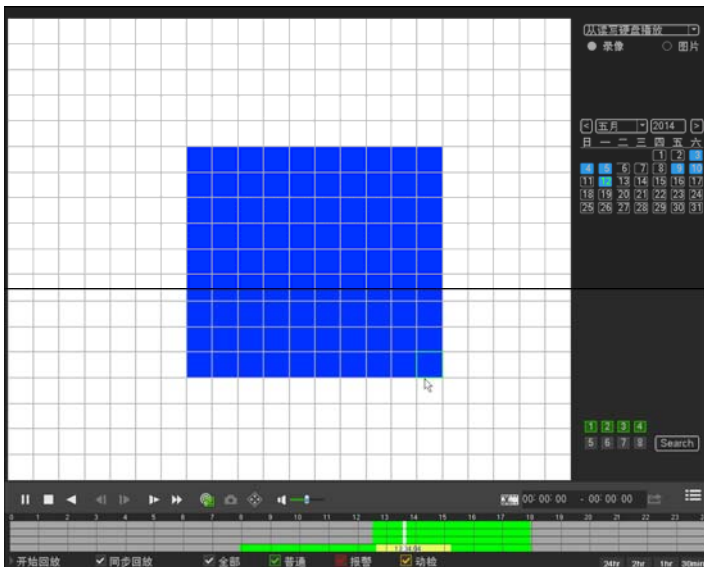 从读写硬盘播放
录像 图片
< 五月 2014 >
日 一 二 三 四 五 六
1 2 3
4 5 6 7 8 9 10
11 12 13 14 15 16 17
18 19 20 21 22 23 24
25 26 27 28 29 30 31
1 2 3 4
5 6 7 8 Search
00: 00: 00 - 00: 00: 00
0 1 2 3 4 5 6 7 8 9 10 11 12 13 14 15 16 17 18 19 20 21 22 23
开始回放 同步回放 全部 普通 报警 动检
24hr 2hr 1hr 30min